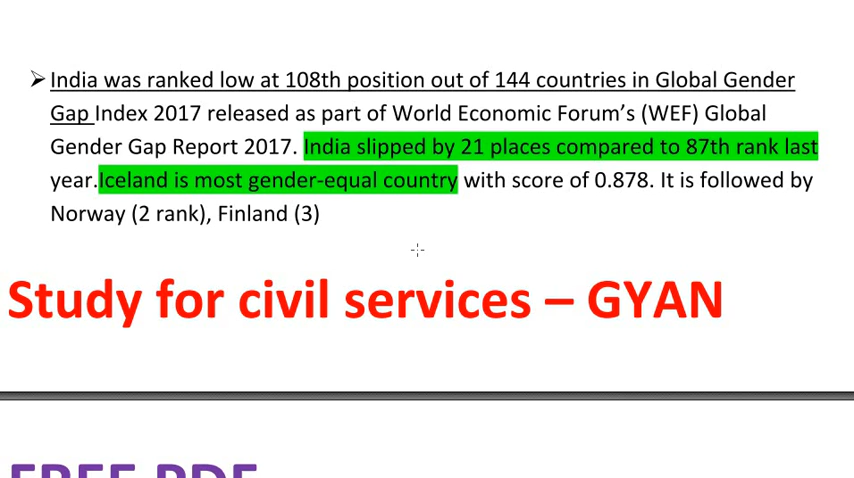 ➢ India was ranked low at 108th position out of 144 countries in Global Gender
Gap Index 2017 released as part of World Economic Forum’s (WEF) Global
Gender Gap Report 2017. India slipped by 21 places compared to 87th rank last
year.Iceland is most gender-equal country with score of 0.878. It is followed by
Norway (2 rank), Finland (3)
Study for civil services – GYAN
FREE PDF